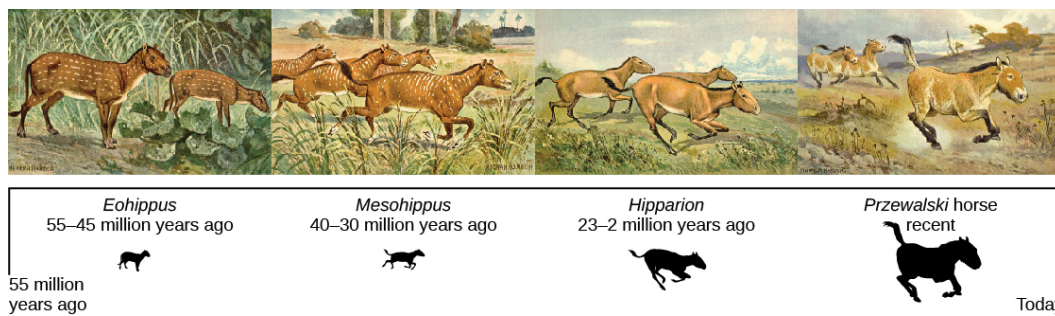 Eohippus
55–45 million years ago
Mesohippus
40–30 million years ago
Hipparion
23–2 million years ago
Przewalski horse
recent
55 million
years ago
Toda